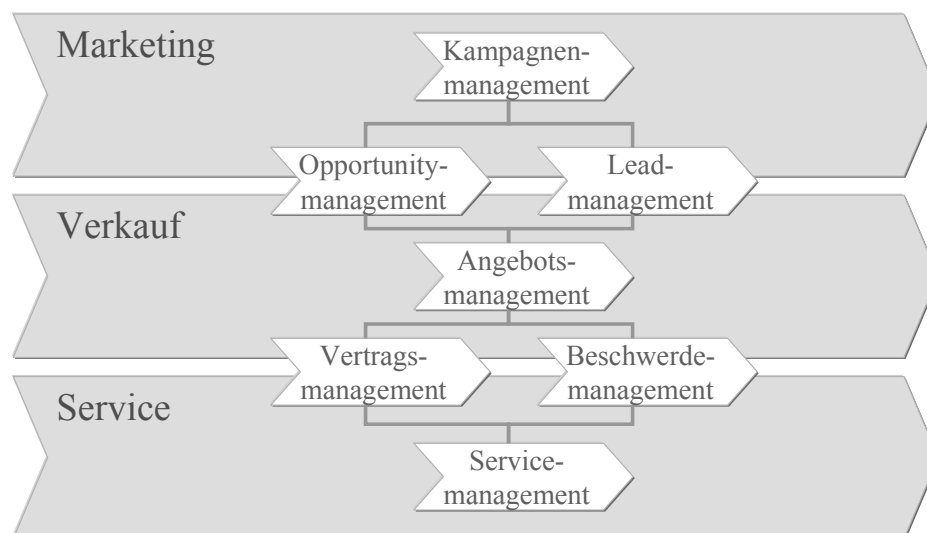 Marketing
Kampagnen-
management
Opportunity-
management
Lead-
management
Verkauf
Angebots-
management
Vertrags-
management
Beschwerde-
management
Service
Service-
management